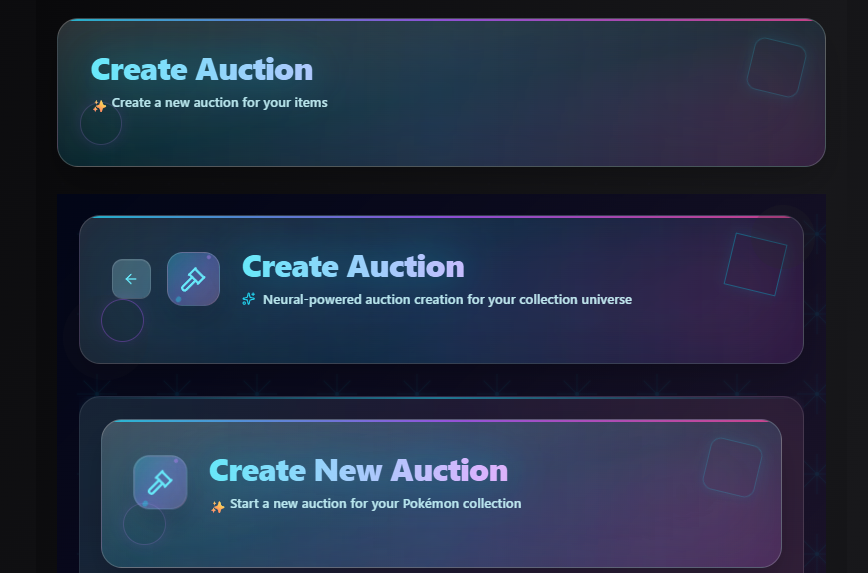 Create Auction
✨ Create a new auction for your items
Create Auction
Neural-powered auction creation for your collection universe
Create New Auction
✨ Start a new auction for your Pokémon collection